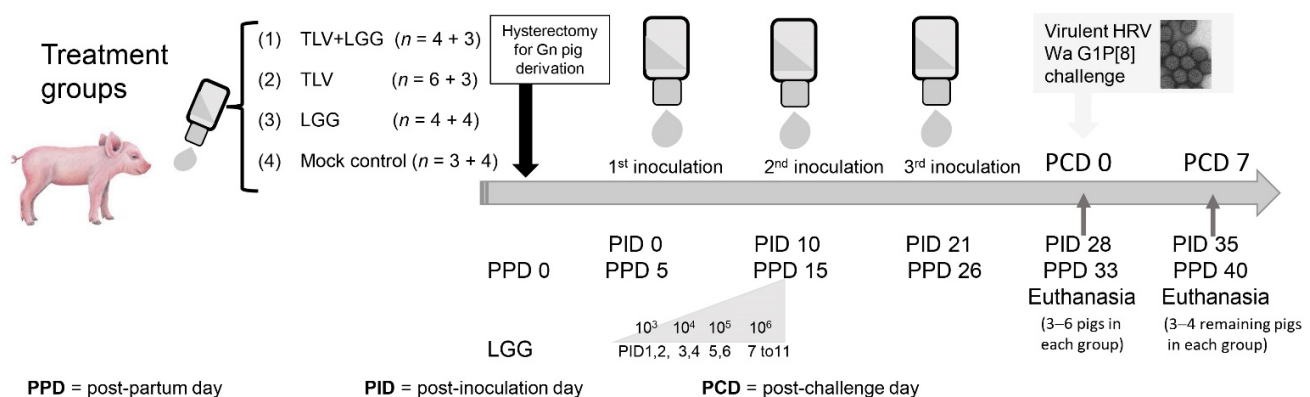 Treatment
groups
(1) TLV+LGG (n = 4 + 3)
(2) TLV (n = 6 + 3)
(3) LGG (n = 4 + 4)
(4) Mock control (n = 3 + 4)
Hysterectomy
for Gn pig
derivation
Virulent HRV
Wa G1P[8]
challenge
1st inoculation 2nd inoculation 3rd inoculation PCD 0 PCD 7
PID 0 PID 10 PID 21 PID 28 PID 35
PPD 0 PPD 5 PPD 15 PPD 26 PPD 33 PPD 40
Euthanasia Euthanasia
(3–6 pigs in (3–4 remaining pigs
each group) in each group)
10³ 10⁴ 10⁵ 10⁶
LGG PID1,2, 3,4 5,6 7 to11
PPD = post-partum day PID = post-inoculation day PCD = post-challenge day